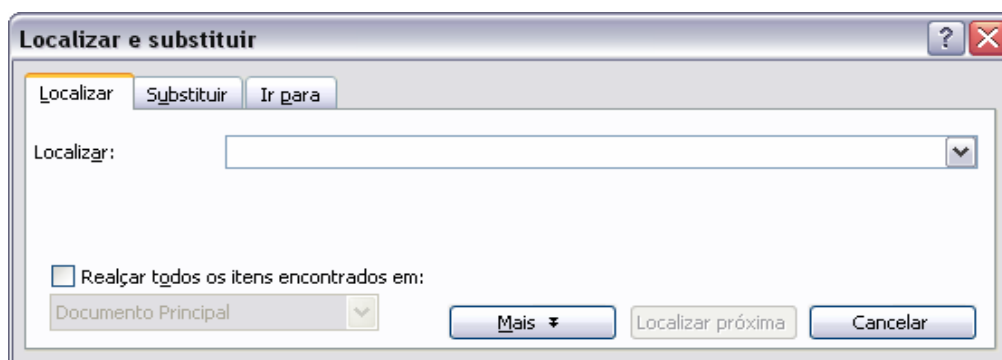 Localizar e substituir
Localizar Substituir Ir para
Localizar:
Realçar todos os itens encontrados em:
Documento Principal
Mais Localizar próxima Cancelar